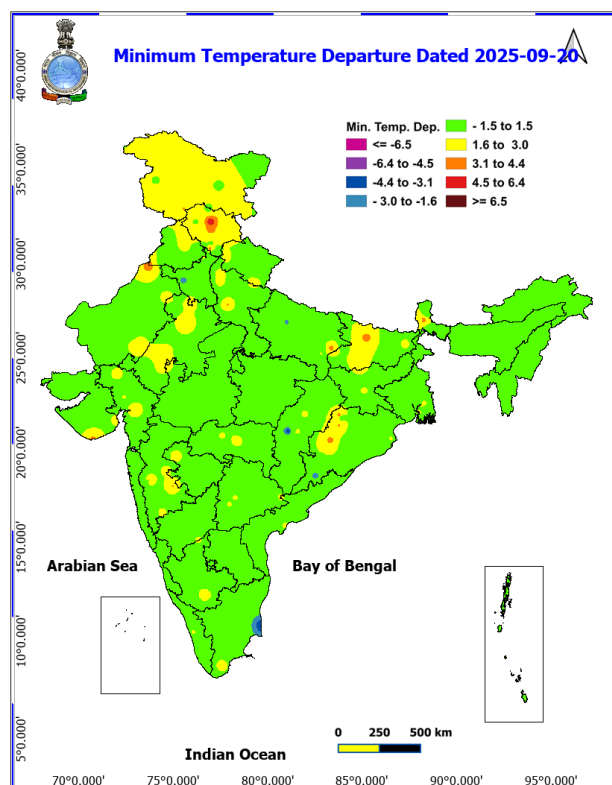 Minimum Temperature Departure Dated 2025-09-20
Min. Temp. Dep.
<= -6.5
-6.4 to -4.5
-4.4 to -3.1
- 3.0 to -1.6
- 1.5 to 1.5
1.6 to 3.0
3.1 to 4.4
4.5 to 6.4
>= 6.5
40°0.000'
35°0.000'
30°0.000'
25°0.000'
20°0.000'
15°0.000'
10°0.000'
5°0.000'
Arabian Sea
Bay of Bengal
Indian Ocean
0 250 500 km
70°0.000' 75°0.000' 80°0.000' 85°0.000' 90°0.000' 95°0.000'